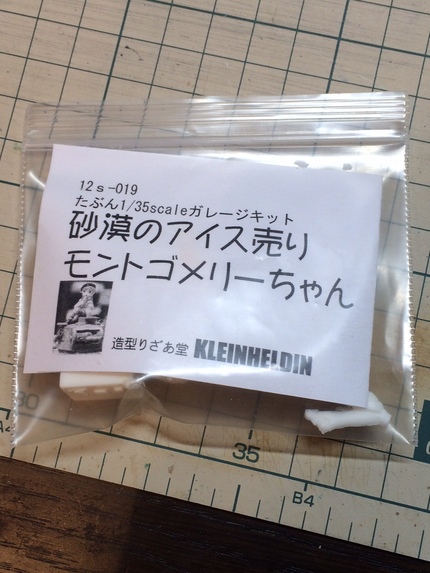 12s-019
たぶん1/35scaleガレージキット
砂漠のアイス売り
モントゴメリーちゃん
造型りざあ堂 KLEINHELDIN
30
35
B4